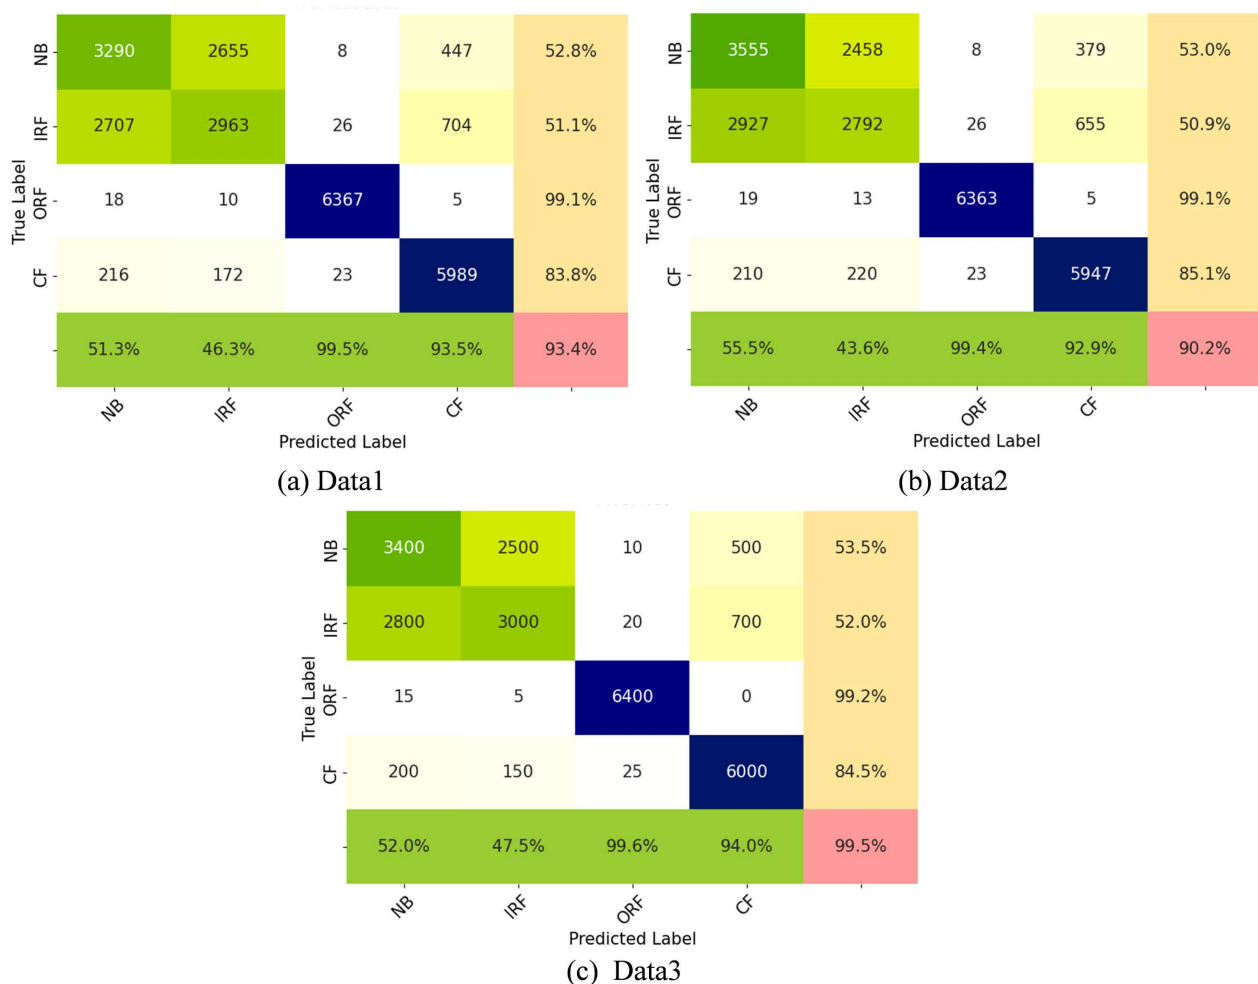 NB 3290 2655 8 447 52.8%
IRF 2707 2963 26 704 51.1%
ORF 18 10 6367 5 99.1%
CF 216 172 23 5989 83.8%
51.3% 46.3% 99.5% 93.5% 93.4%
True Label
NB IRF ORF CF
Predicted Label
(a) Data1
NB 3555 2458 8 379 53.0%
IRF 2927 2792 26 655 50.9%
ORF 19 13 6363 5 99.1%
CF 210 220 23 5947 85.1%
55.5% 43.6% 99.4% 92.9% 90.2%
True Label
NB IRF ORF CF
Predicted Label
(b) Data2
NB 3400 2500 10 500 53.5%
IRF 2800 3000 20 700 52.0%
ORF 15 5 6400 0 99.2%
CF 200 150 25 6000 84.5%
52.0% 47.5% 99.6% 94.0% 99.5%
True Label
NB IRF ORF CF
Predicted Label
(c) Data3